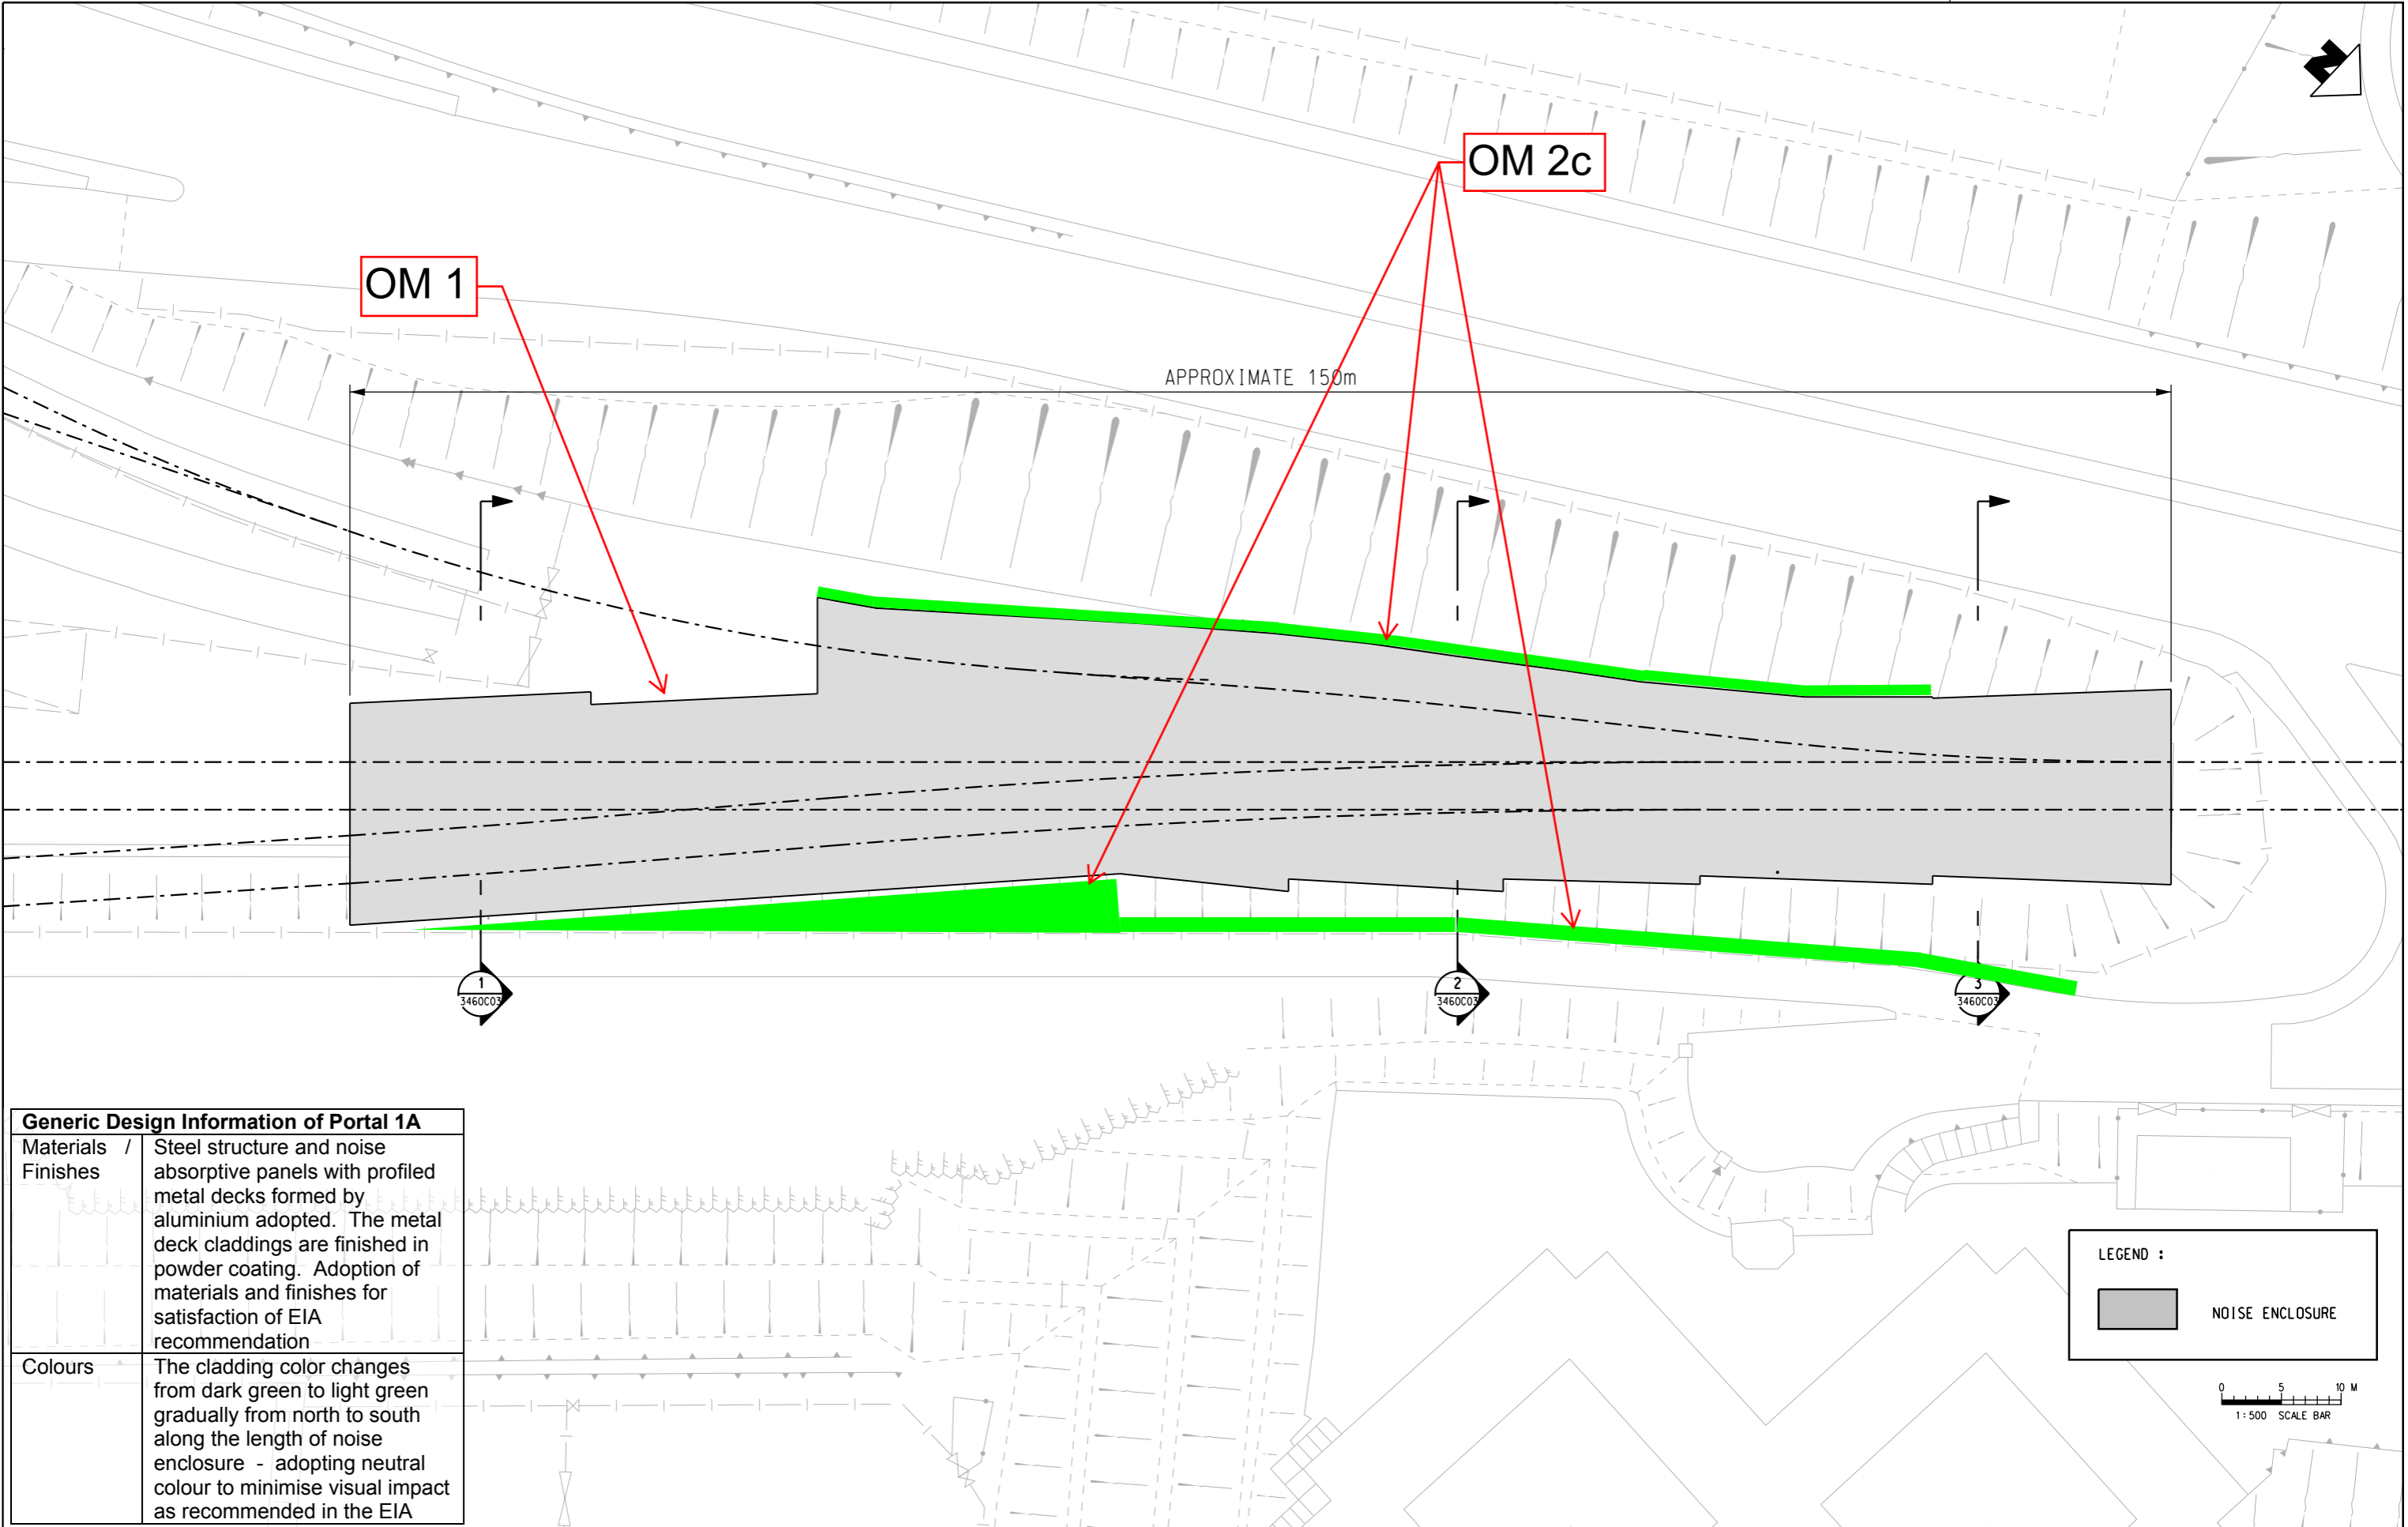 N
OM 2c
OM 1
APPROXIMATE 150m
1
3460C03
2
3460C03
3
3460C03
Generic Design Information of Portal 1A
Materials / Finishes
Steel structure and noise
absorptive panels with profiled
metal decks formed by
aluminium adopted. The metal
deck claddings are finished in
powder coating. Adoption of
materials and finishes for
satisfaction of EIA
recommendation
Colours
The cladding color changes
from dark green to light green
gradually from north to south
along the length of noise
enclosure - adopting neutral
colour to minimise visual impact
as recommended in the EIA
LEGEND :
NOISE ENCLOSURE
0 5 10 M
1:500 SCALE BAR